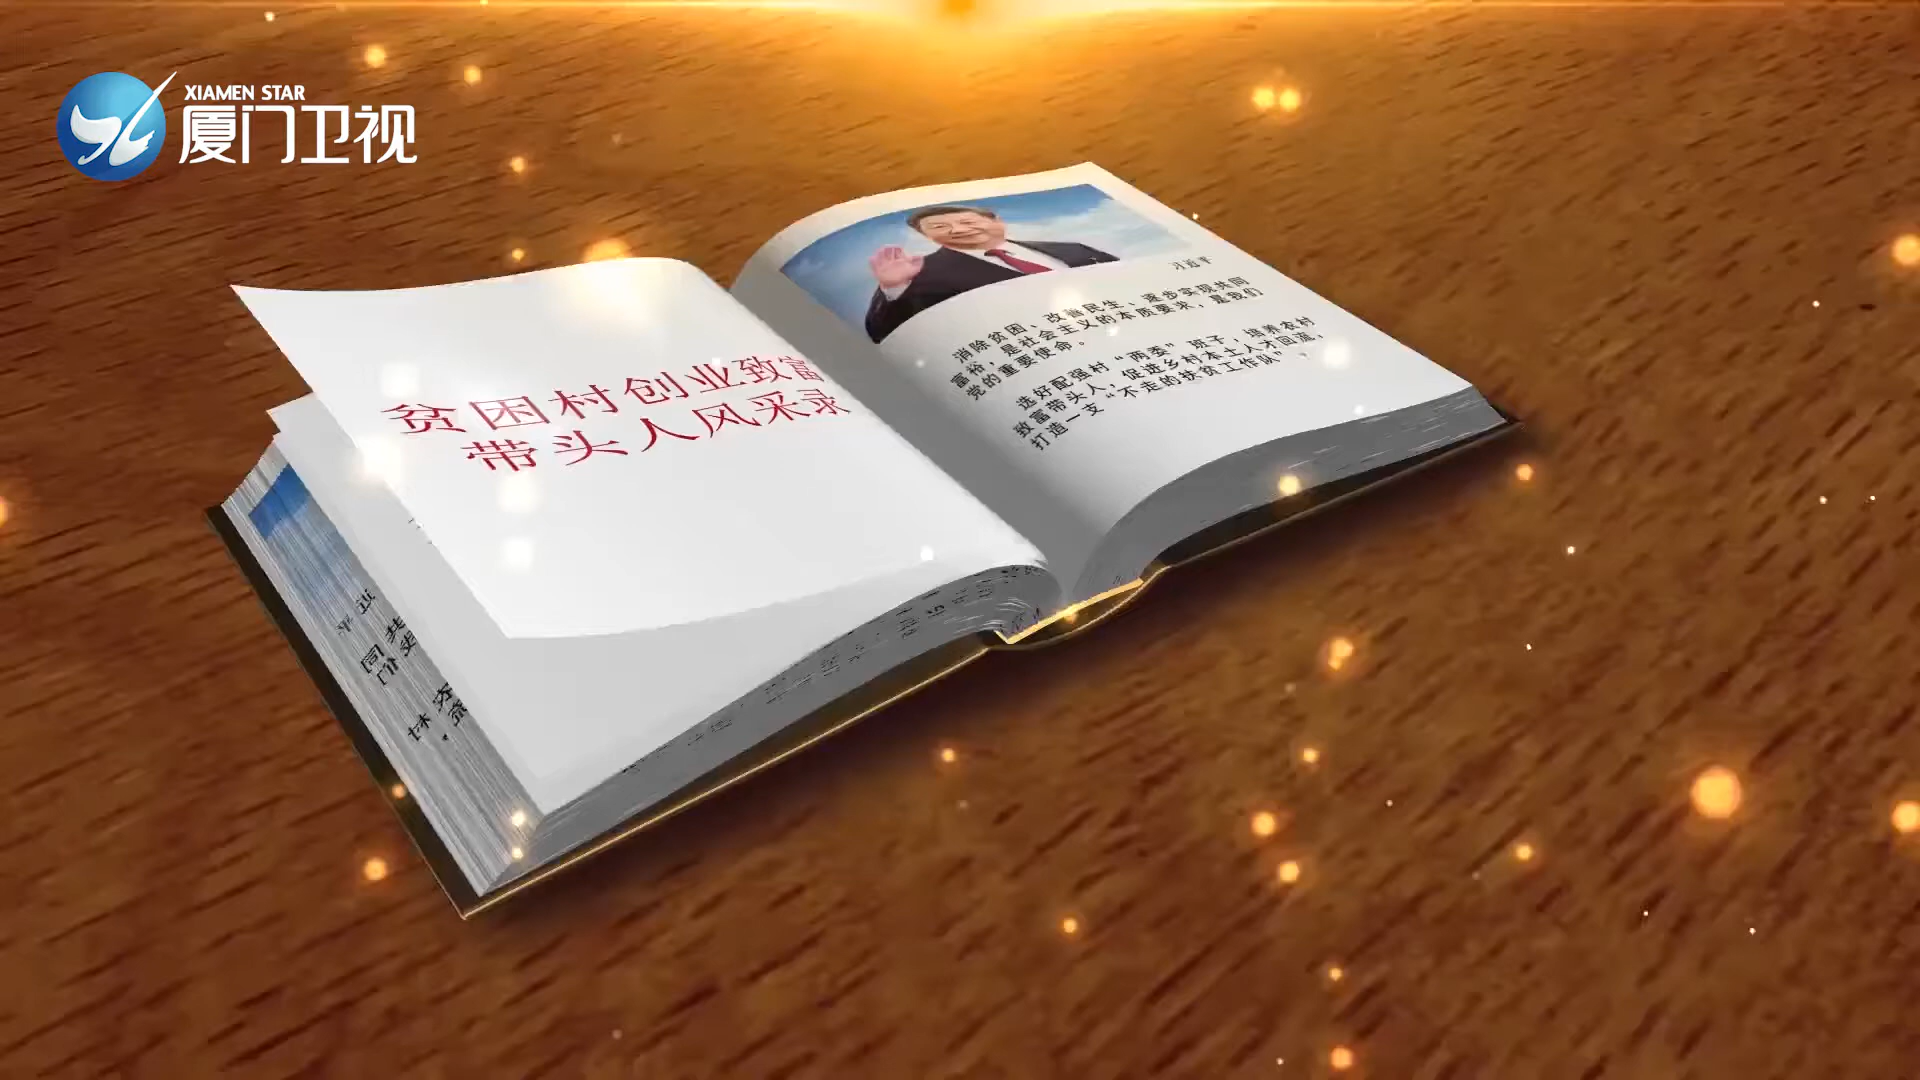 XIAMEN STAR
厦门卫视
贫困村创业致富
带头人风采录
习近平
消除贫困、改善民生、逐步实现共同
富裕,是社会主义的本质要求,是我们
党的重要使命。
选好配强村“两委”班子,培养农村
致富带头人,促进乡村本土人才回流,
打造一支“不走的扶贫工作队”。